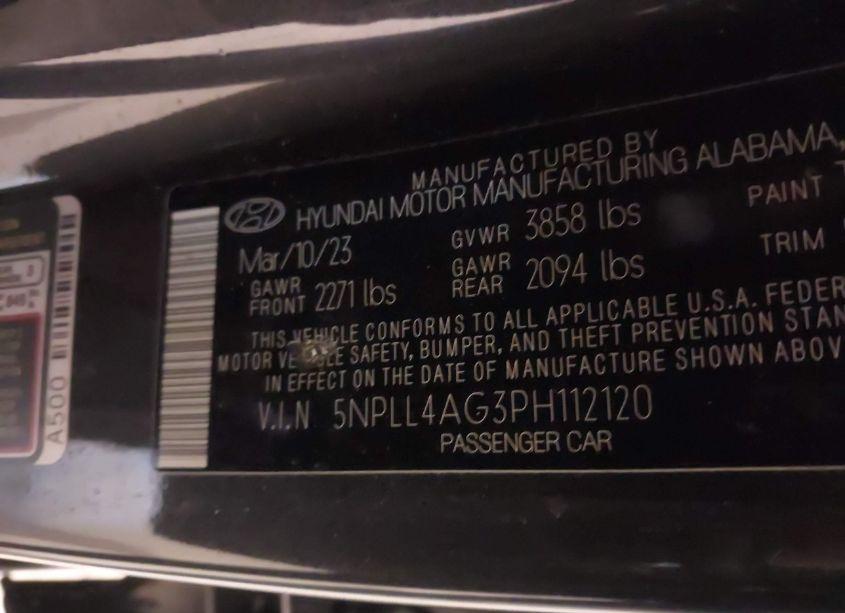 MANUFACTURED BY
HYUNDAI MOTOR MANUFACTURING ALABAMA,
Mar/10/23 GVWR 3858 lbs PAINT
GAWR FRONT 2271 lbs GAWR REAR 2094 lbs TRIM
THIS VEHICLE CONFORMS TO ALL APPLICABLE U.S.A. FEDER
MOTOR VEHICLE SAFETY, BUMPER, AND THEFT PREVENTION STAN
IN EFFECT ON THE DATE OF MANUFACTURE SHOWN ABOV
V.I.N 5NPLL4AG3PH112120
PASSENGER CAR
A500